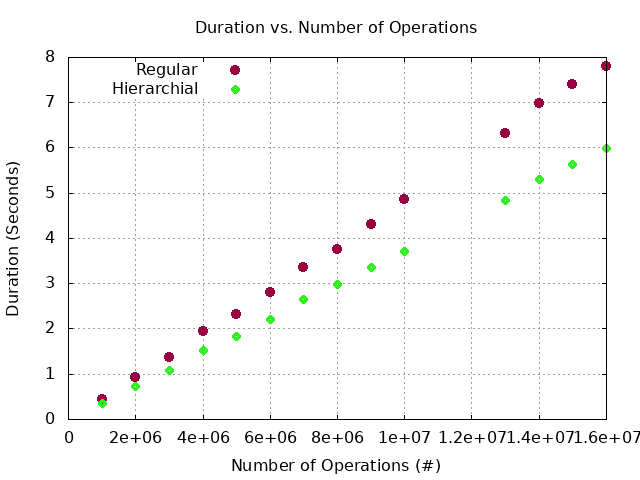 Duration vs. Number of Operations
8
7
6
5
4
3
2
1
0
Regular
Hierarchial
Duration (Seconds)
0 2e+06 4e+06 6e+06 8e+06 1e+07 1.2e+07 1.4e+07 1.6e+07
Number of Operations (#)